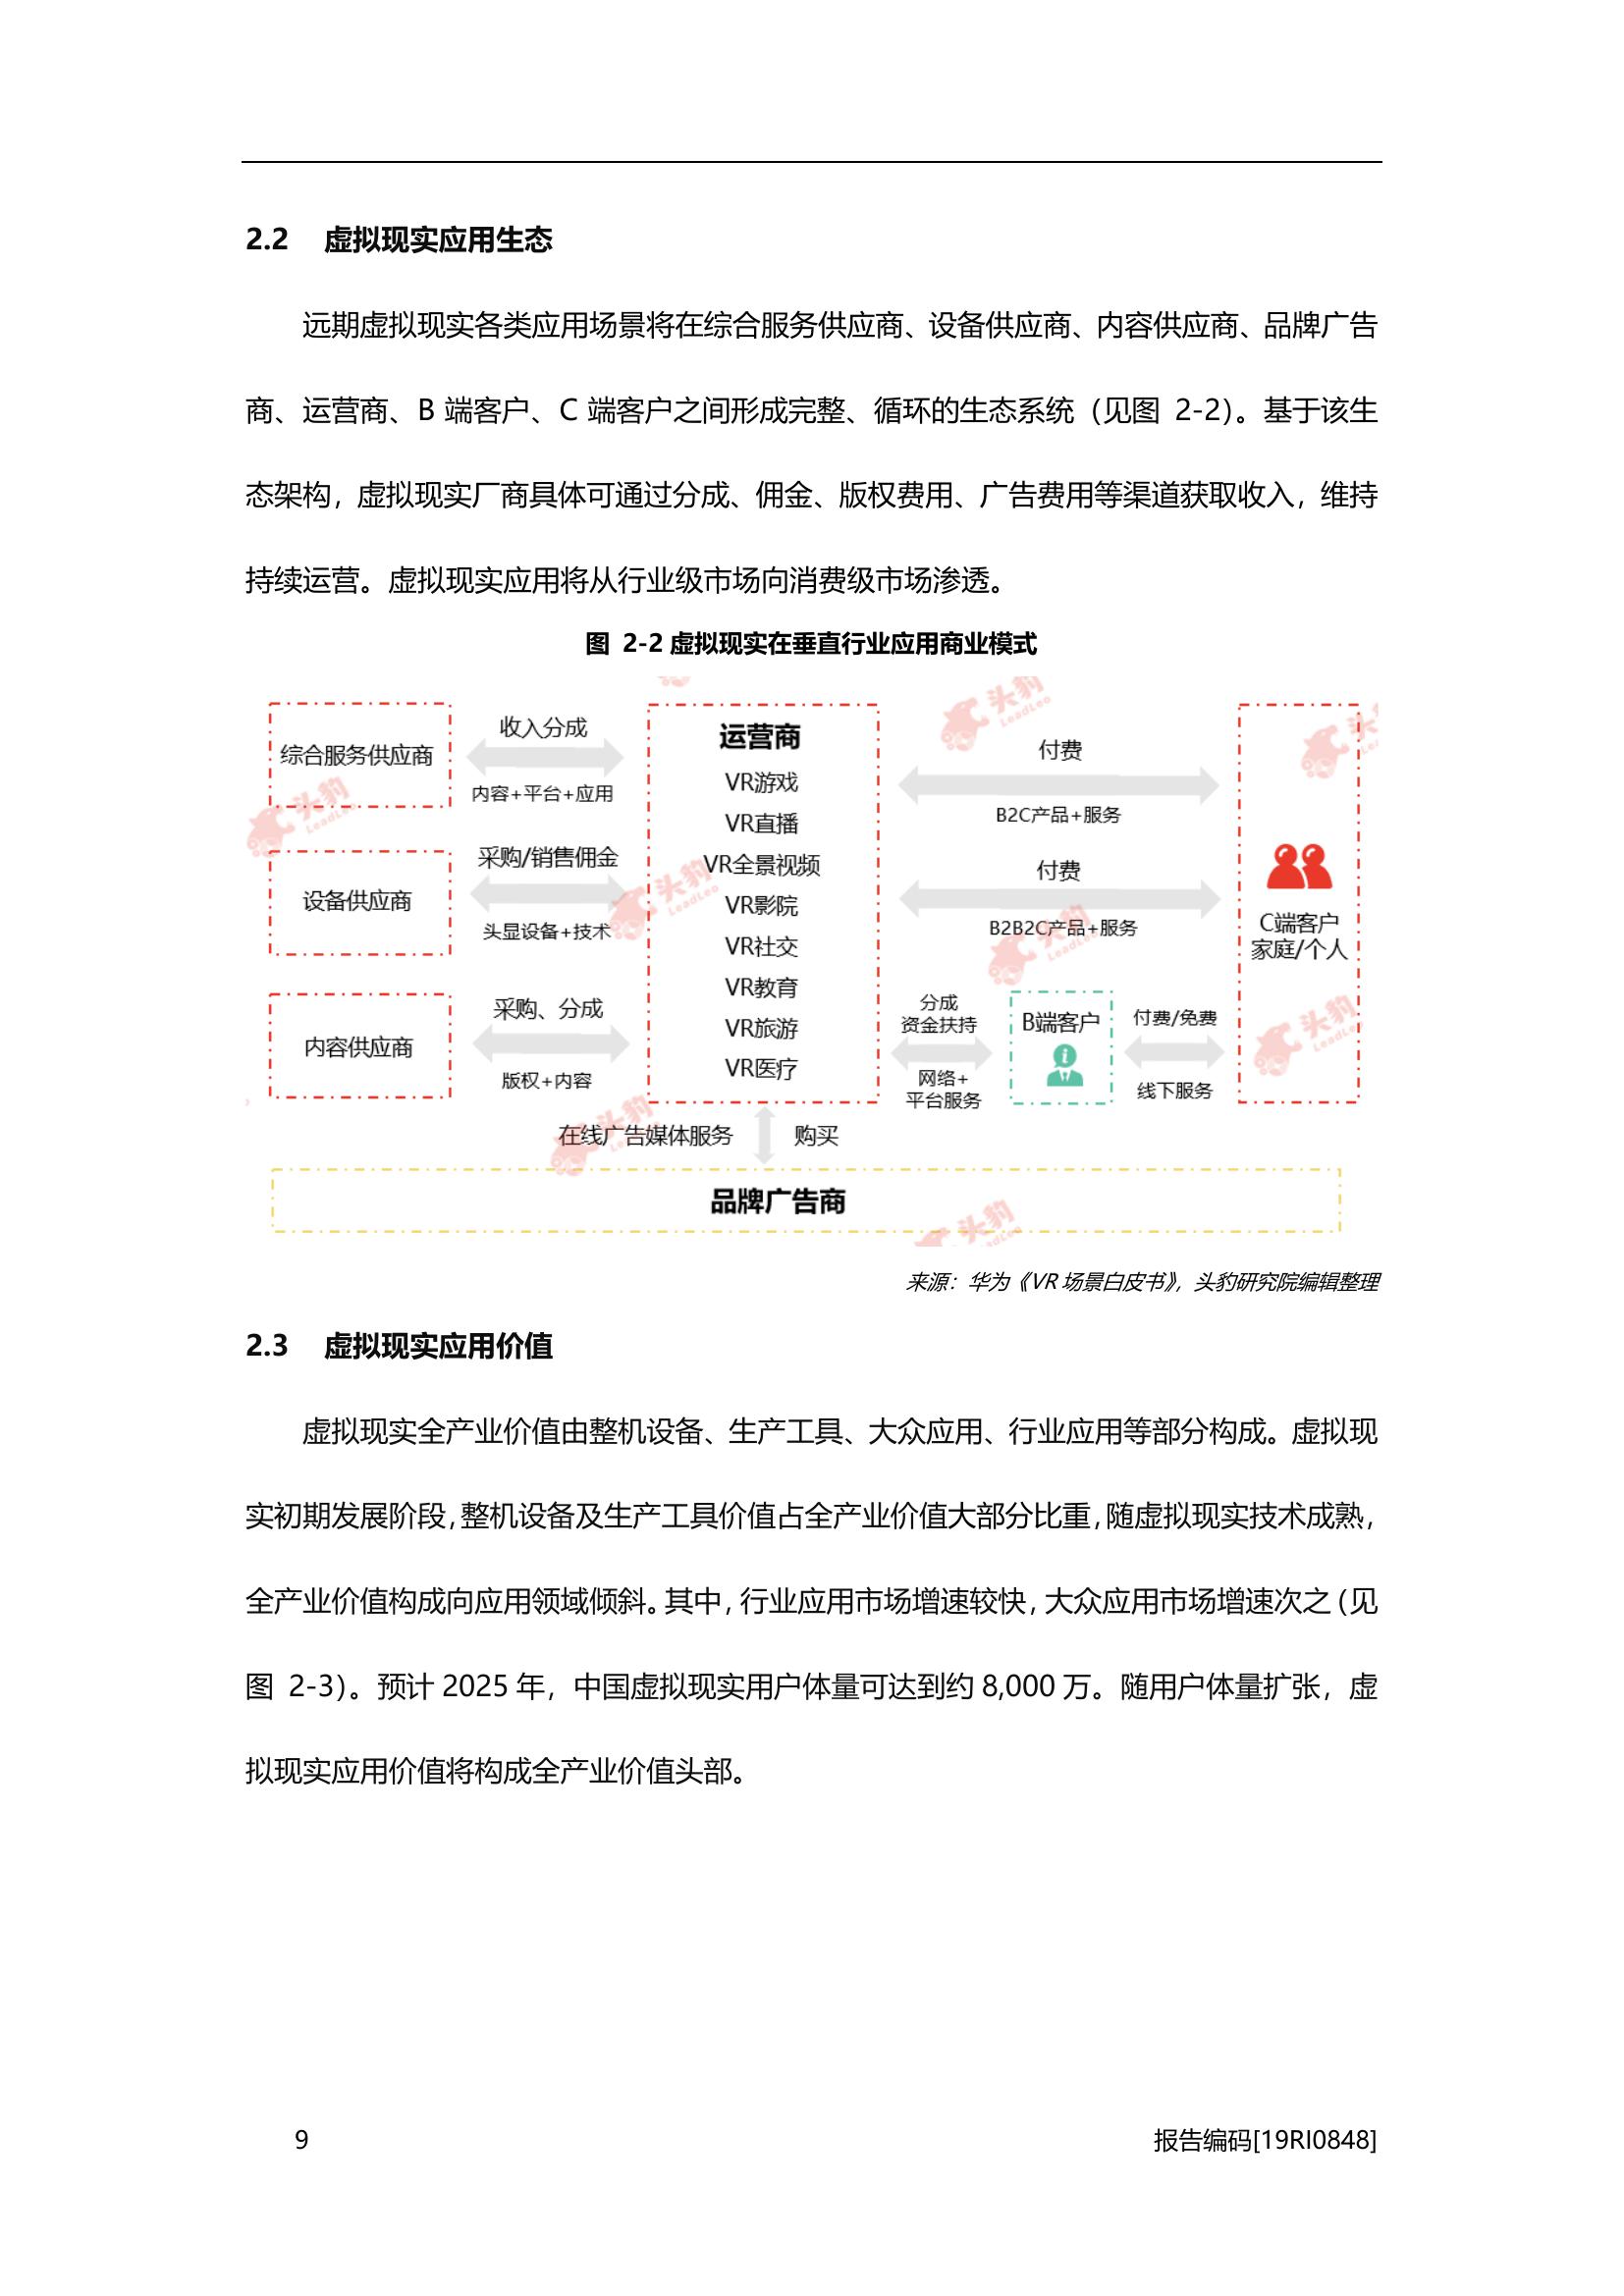 2.2 虚拟现实应用生态
远期虚拟现实各类应用场景将在综合服务供应商、设备供应商、内容供应商、品牌广告
商、运营商、B 端客户、C 端客户之间形成完整、循环的生态系统（见图 2-2）。基于该生
态架构，虚拟现实厂商具体可通过分成、佣金、版权费用、广告费用等渠道获取收入，维持
持续运营。虚拟现实应用将从行业级市场向消费级市场渗透。
图 2-2 虚拟现实在垂直行业应用商业模式
综合服务供应商
收入分成
内容+平台+应用
设备供应商
采购/销售佣金
头显设备+技术
内容供应商
采购、分成
版权+内容
运营商
VR游戏
VR直播
VR全景视频
VR影院
VR社交
VR教育
VR旅游
VR医疗
付费
B2C产品+服务
付费
B2B2C产品+服务
分成
资金扶持
网络+
平台服务
B端客户
付费/免费
线下服务
C端客户
家庭/个人
在线广告媒体服务
购买
品牌广告商
头豹
LeadLeo
来源：华为《VR 场景白皮书》，头豹研究院编辑整理
2.3 虚拟现实应用价值
虚拟现实全产业价值由整机设备、生产工具、大众应用、行业应用等部分构成。虚拟现
实初期发展阶段，整机设备及生产工具价值占全产业价值大部分比重，随虚拟现实技术成熟，
全产业价值构成向应用领域倾斜。其中，行业应用市场增速较快，大众应用市场增速次之（见
图 2-3）。预计 2025 年，中国虚拟现实用户体量可达到约 8,000 万。随用户体量扩张，虚
拟现实应用价值将构成全产业价值头部。
9
报告编码[19RI0848]